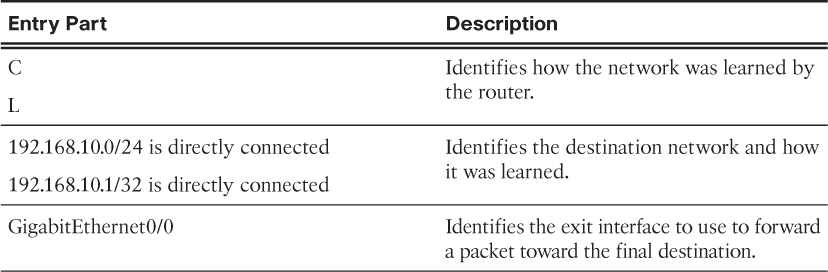 Entry Part Description
C Identifies how the network was learned by
the router.
L
192.168.10.0/24 is directly connected Identifies the destination network and how
it was learned.
192.168.10.1/32 is directly connected
GigabitEthernet0/0 Identifies the exit interface to use to forward
a packet toward the final destination.